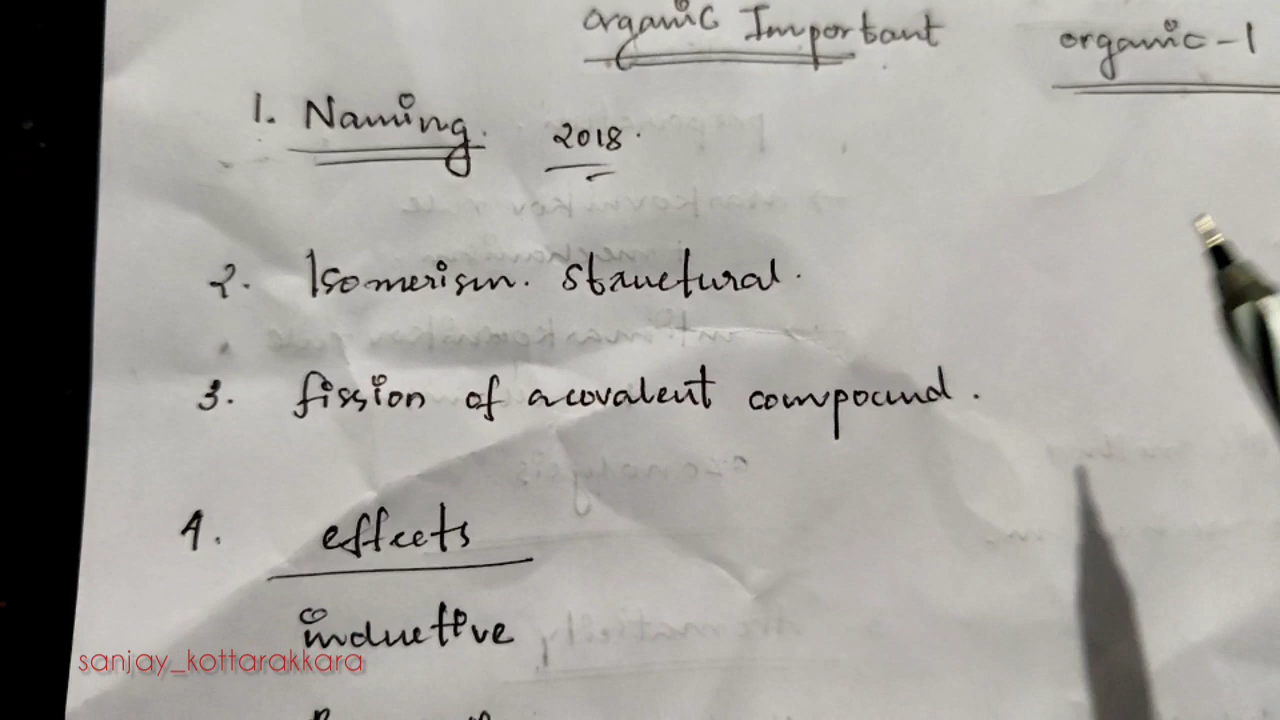 organic Important organic-1
1. Naming. 2018.
2. Isomerism. structural.
3. fission of a covalent compound.
4. effects
inductive
sanjay_kottarakkara